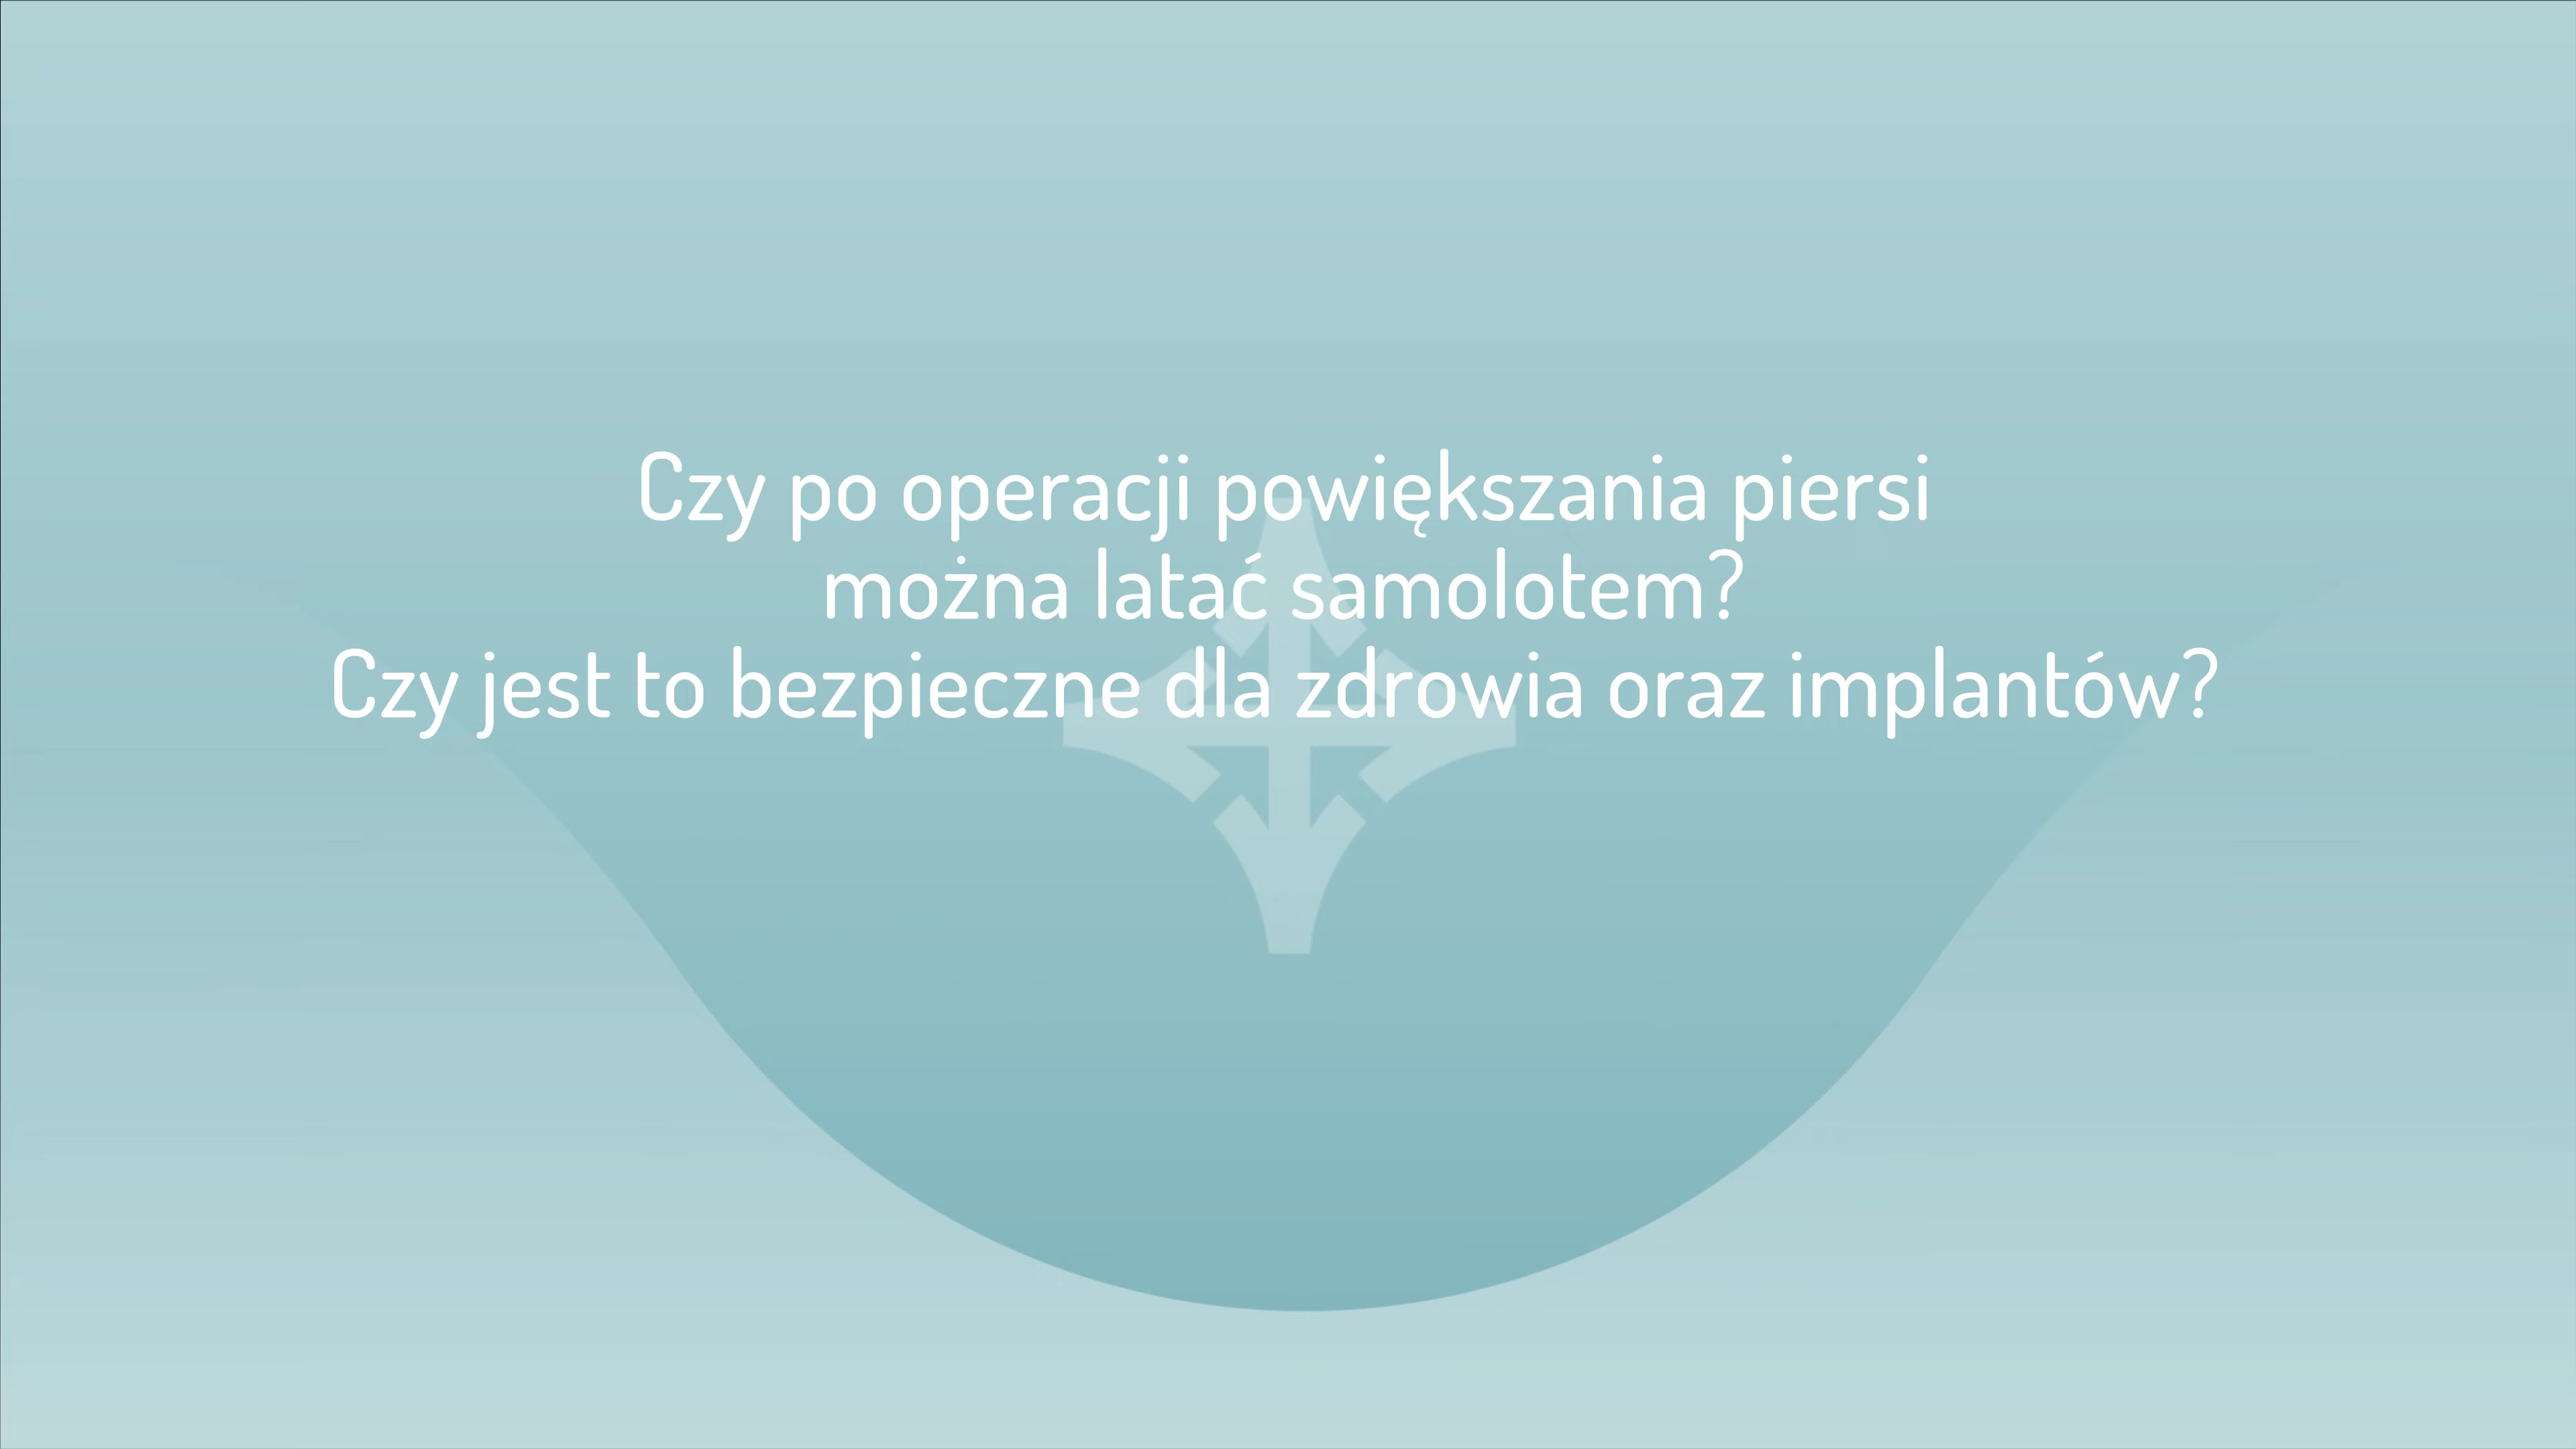 Czy po operacji powiększania piersi
można latać samolotem?
Czy jest to bezpieczne dla zdrowia oraz implantów?